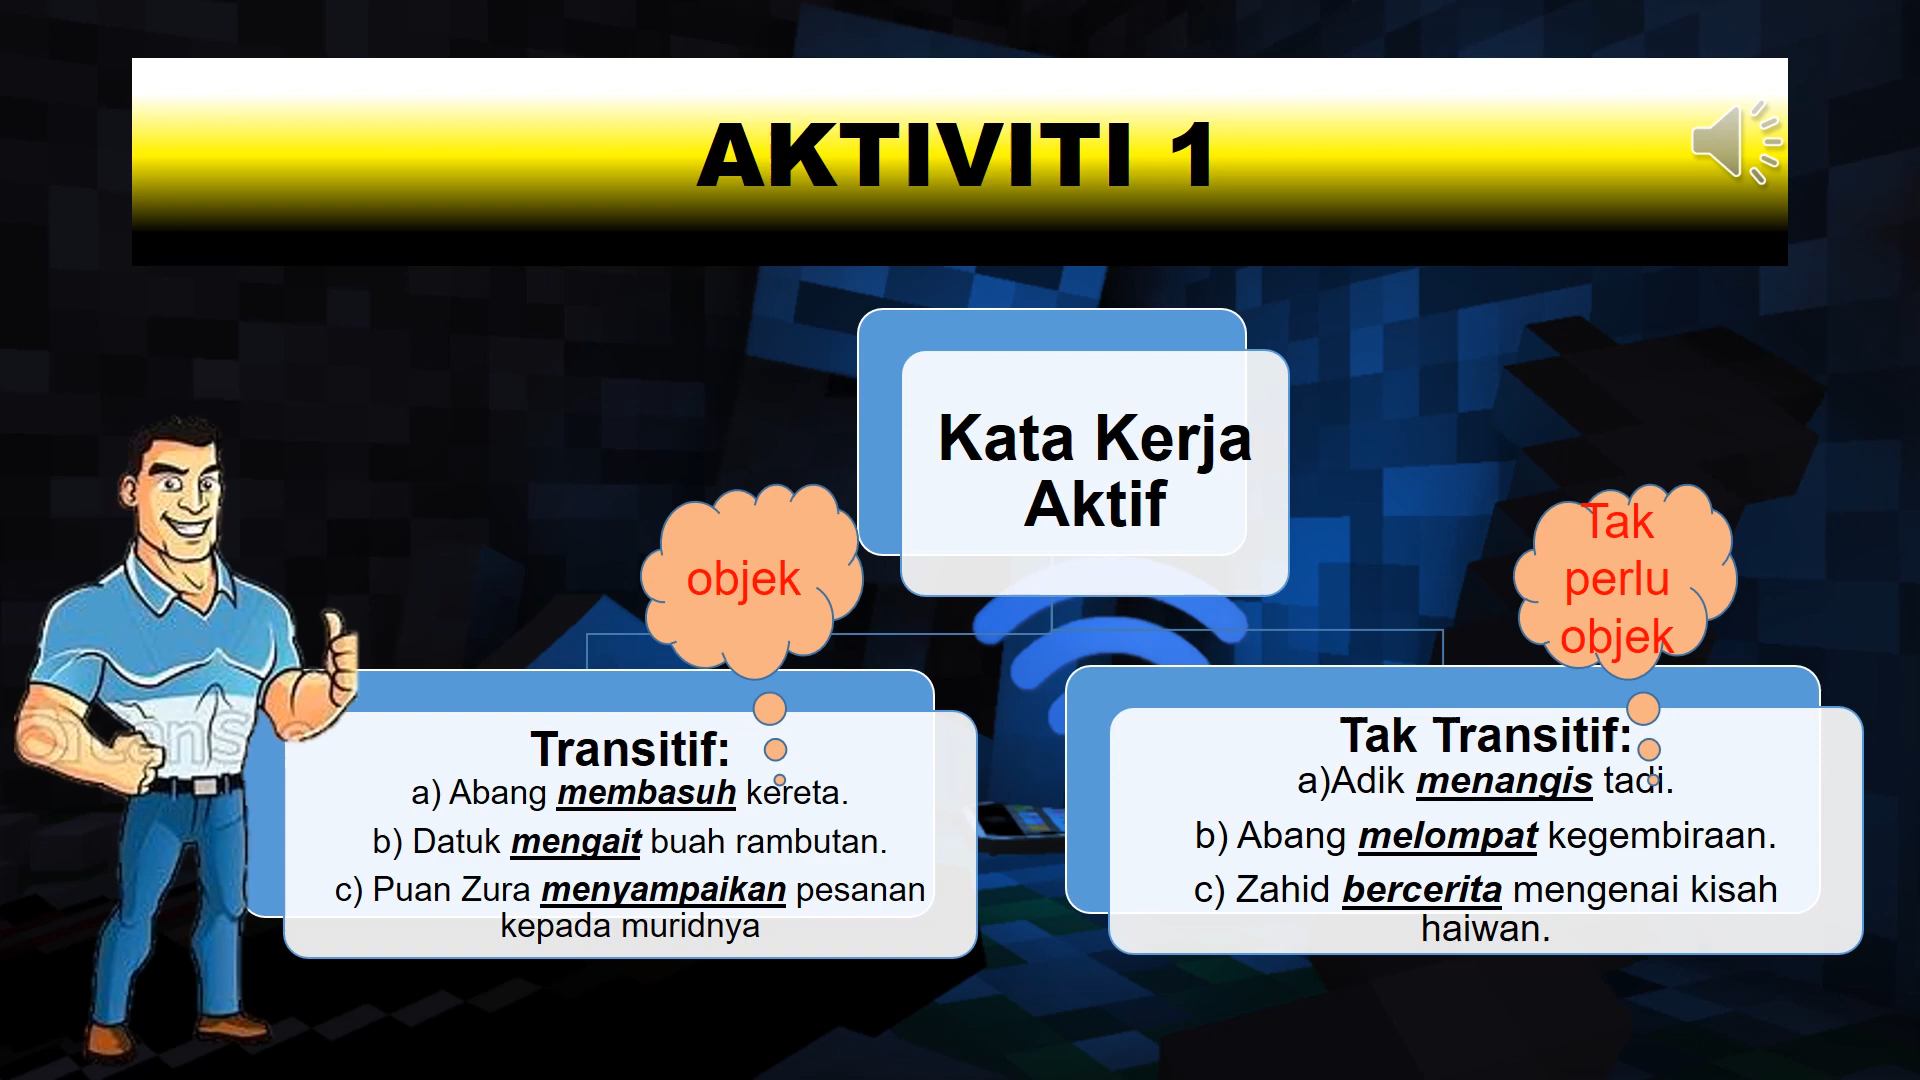 AKTIVITI 1
Kata Kerja
Aktif
objek
Tak
perlu
objek
Transitif:
a) Abang membasuh kereta.
b) Datuk mengait buah rambutan.
c) Puan Zura menyampaikan pesanan
kepada muridnya
Tak Transitif:
a)Adik menangis tadi.
b) Abang melompat kegembiraan.
c) Zahid bercerita mengenai kisah
haiwan.